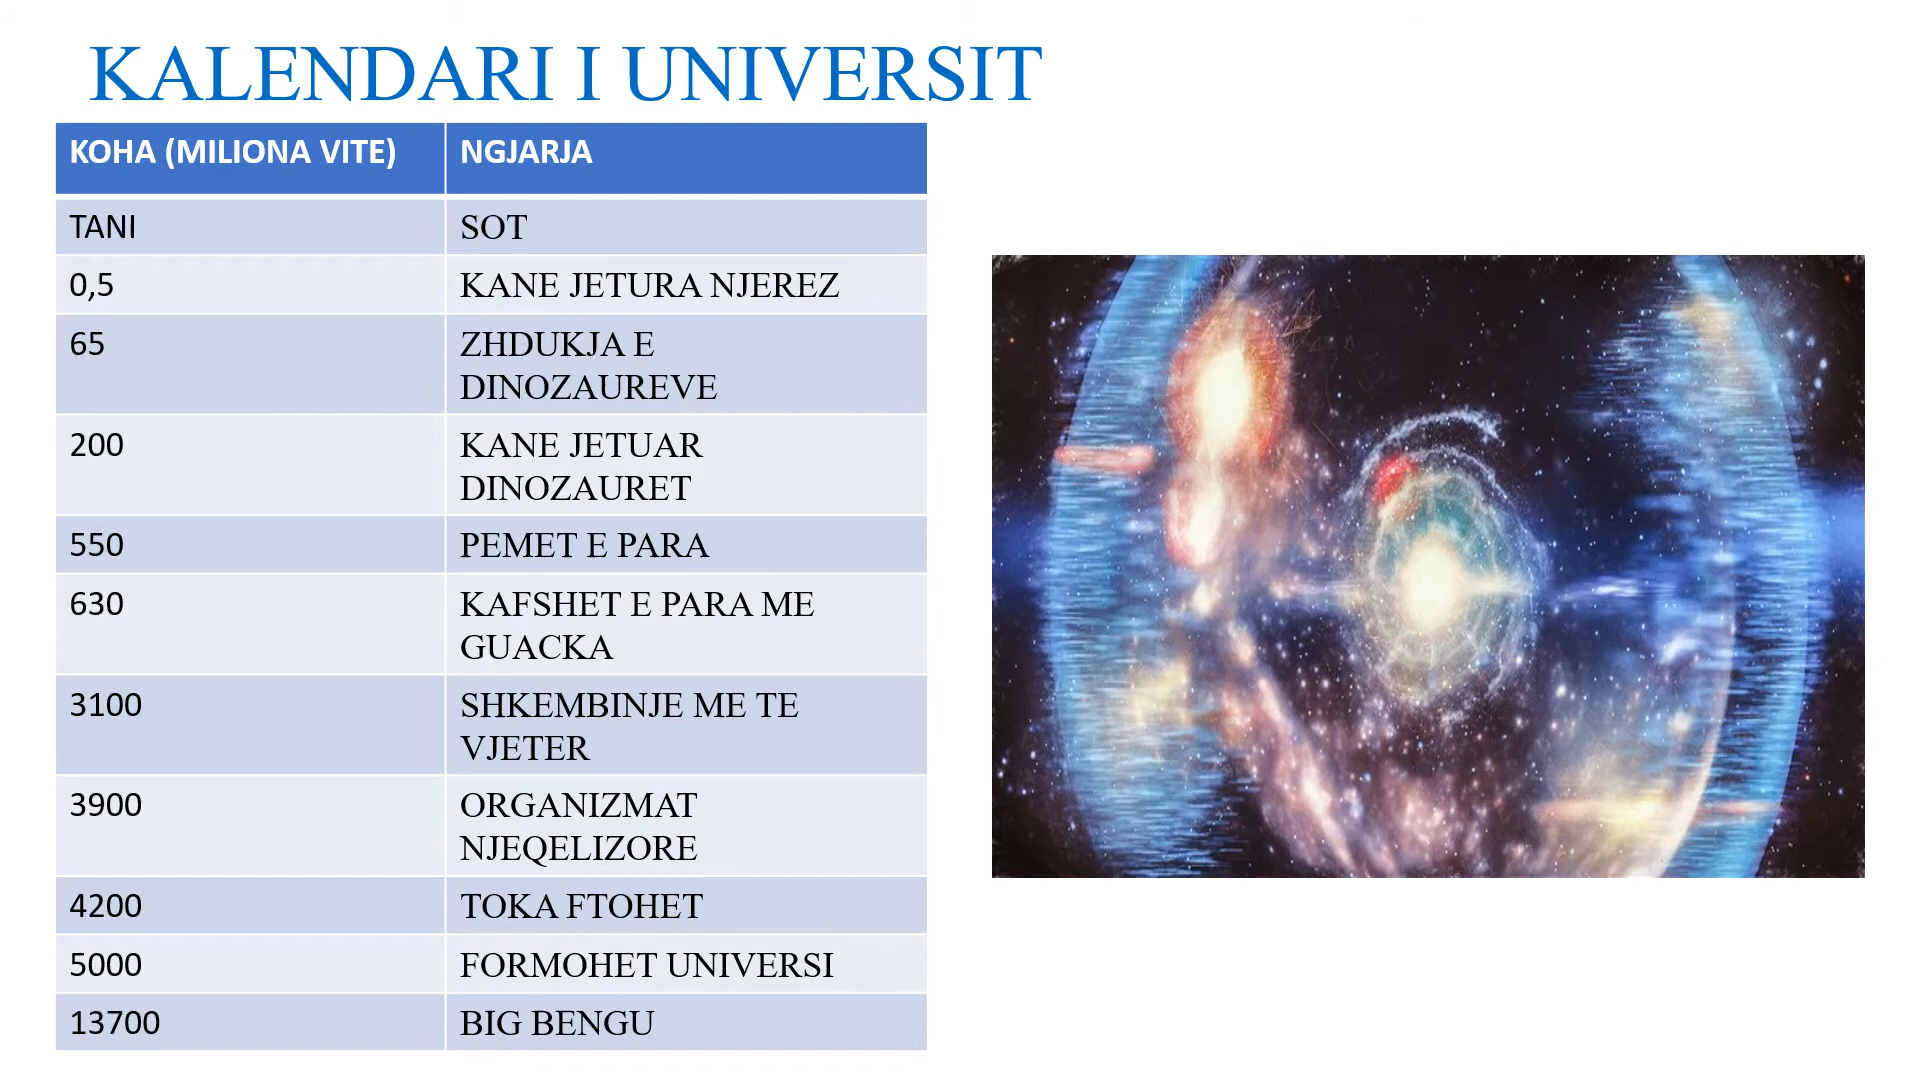 KALENDARI I UNIVERSIT
KOHA (MILIONA VITE) NGJARJA
TANI SOT
0,5 KANE JETURA NJEREZ
65 ZHDUKJA E
DINOZAUREVE
200 KANE JETUAR
DINOZAURET
550 PEMET E PARA
630 KAFSHET E PARA ME
GUACKA
3100 SHKEMBINJE ME TE
VJETER
3900 ORGANIZMAT
NJEQELIZORE
4200 TOKA FTOHET
5000 FORMOHET UNIVERSI
13700 BIG BENGU